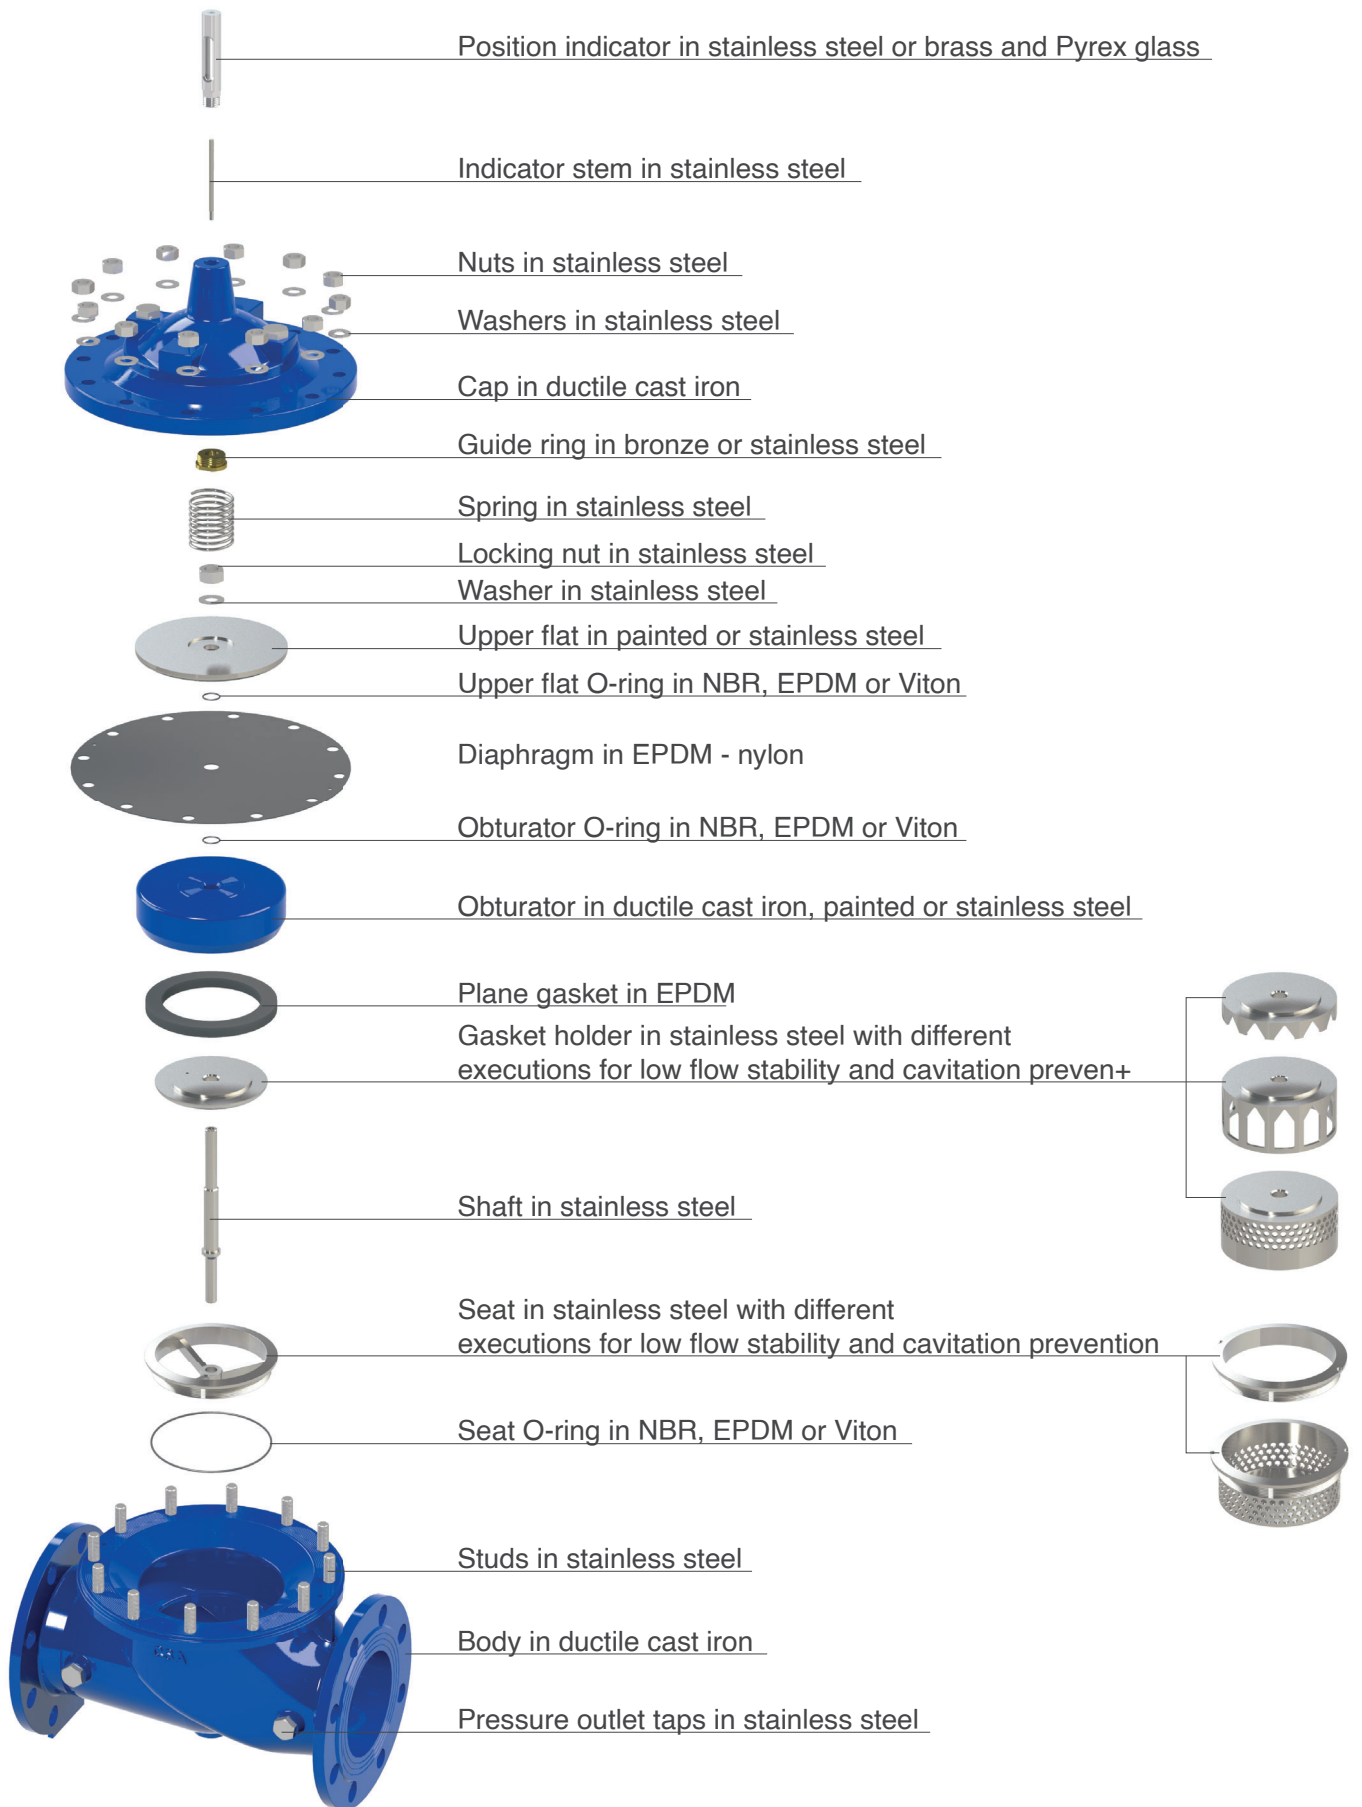 Position indicator in stainless steel or brass and Pyrex glass
Indicator stem in stainless steel
Nuts in stainless steel
Washers in stainless steel
Cap in ductile cast iron
Guide ring in bronze or stainless steel
Spring in stainless steel
Locking nut in stainless steel
Washer in stainless steel
Upper flat in painted or stainless steel
Upper flat O-ring in NBR, EPDM or Viton
Diaphragm in EPDM - nylon
Obturator O-ring in NBR, EPDM or Viton
Obturator in ductile cast iron, painted or stainless steel
Plane gasket in EPDM
Gasket holder in stainless steel with different
executions for low flow stability and cavitation preven+
Shaft in stainless steel
Seat in stainless steel with different
executions for low flow stability and cavitation prevention
Seat O-ring in NBR, EPDM or Viton
Studs in stainless steel
Body in ductile cast iron
CSA
Pressure outlet taps in stainless steel